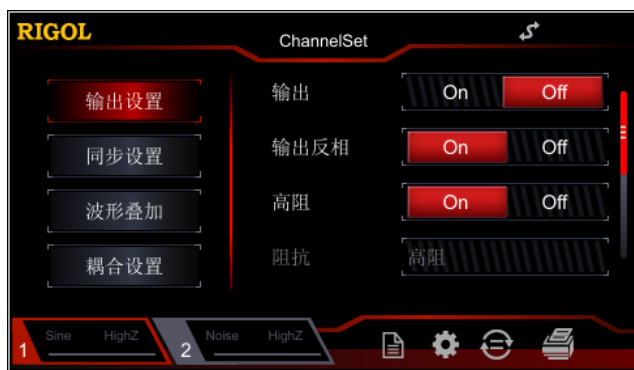 RIGOL
ChannelSet
输出设置
输出 On Off
同步设置
输出反相 On Off
波形叠加
高阻 On Off
耦合设置
阻抗 高阻
1 Sine HighZ
2 Noise HighZ